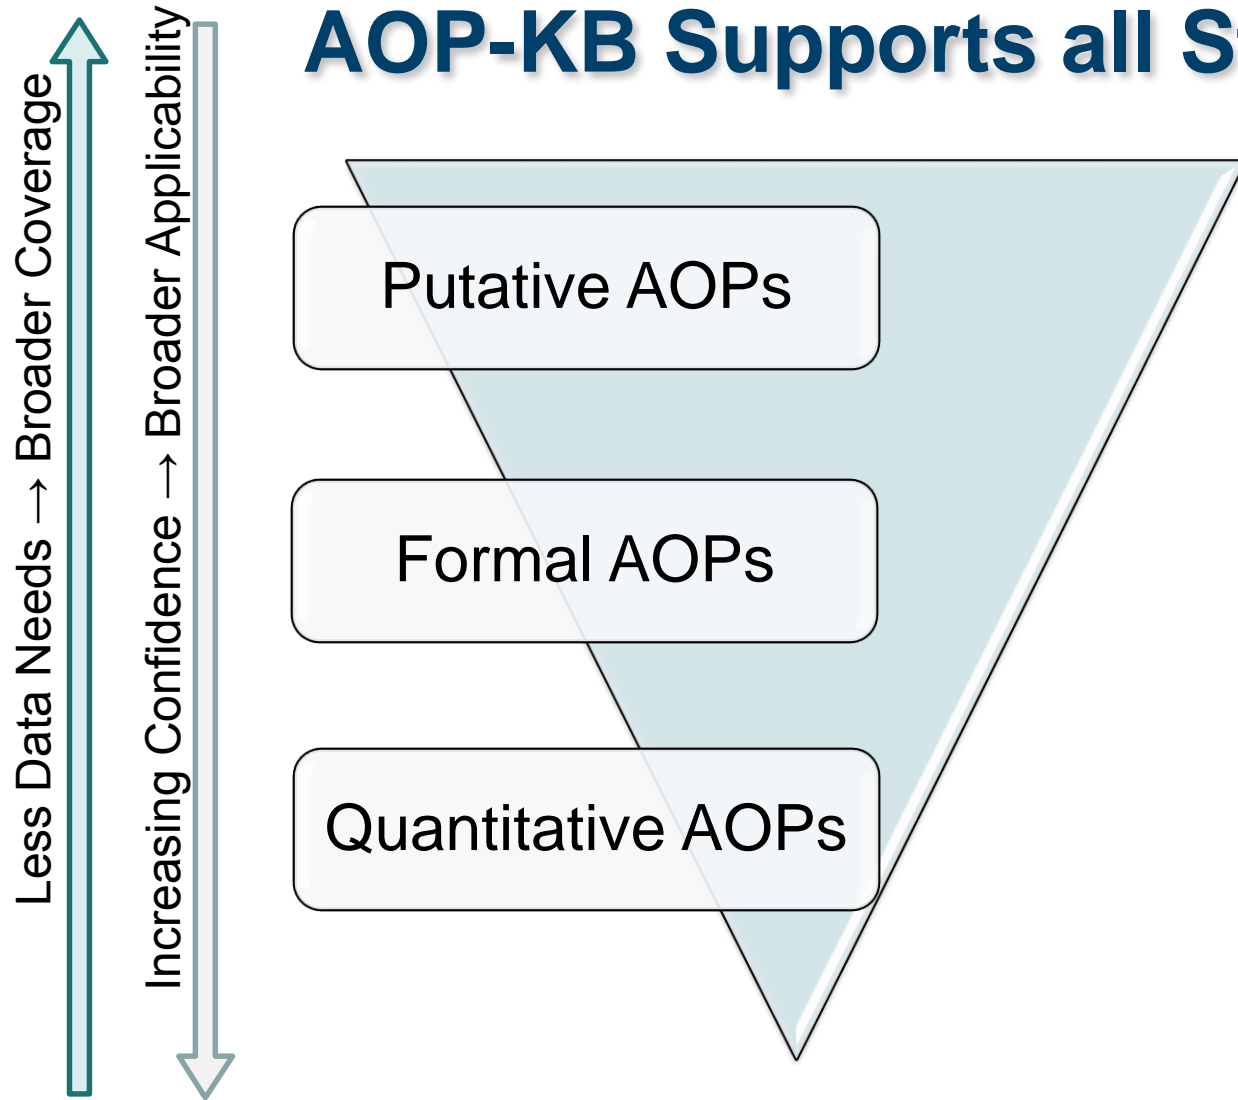 AOP-KB Supports all
Less Data Needs → Broader Coverage
Increasing Confidence → Broader Applicability
Putative AOPs
Formal AOPs
Quantitative AOPs